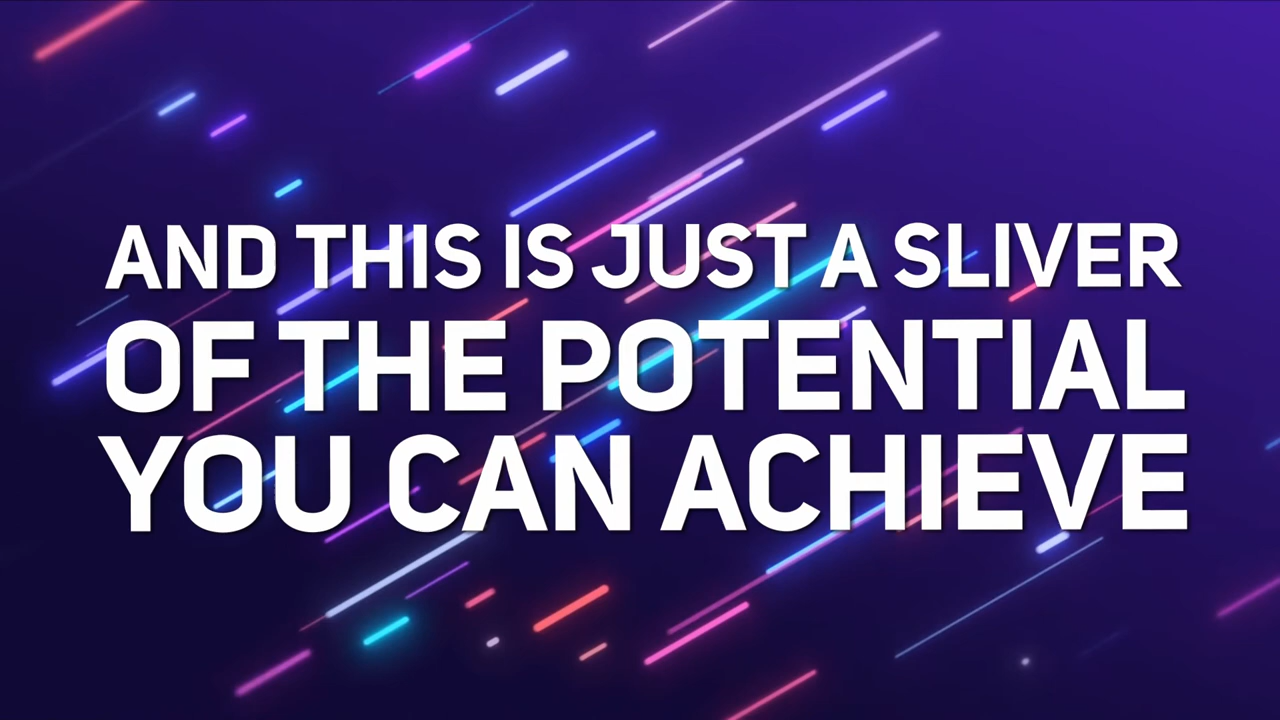 AND THIS IS JUST A SLIVER
OF THE POTENTIAL
YOU CAN ACHIEVE